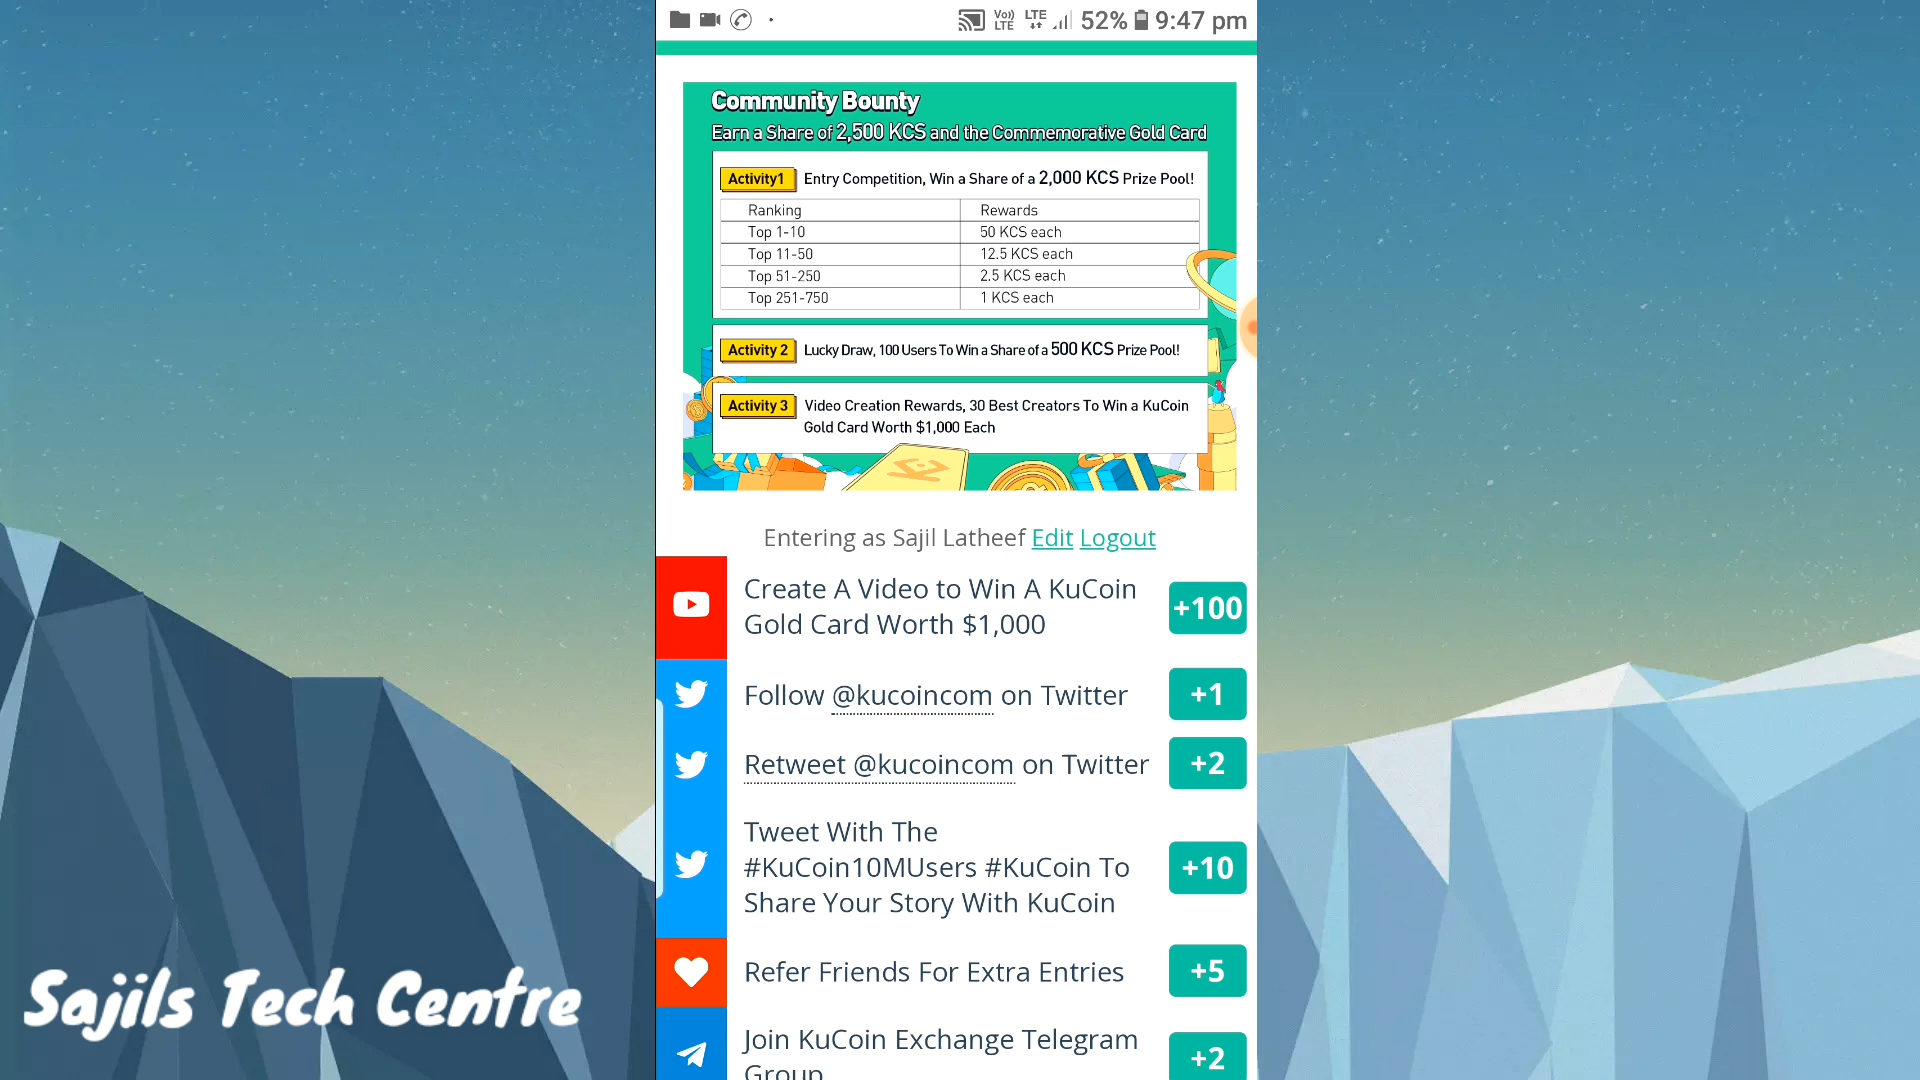 Vo)) LTE LTE 52% 9:47 pm
Community Bounty
Earn a Share of 2,500 KCS and the Commemorative Gold Card
Activity1 Entry Competition, Win a Share of a 2,000 KCS Prize Pool!
Ranking Rewards
Top 1-10 50 KCS each
Top 11-50 12.5 KCS each
Top 51-250 2.5 KCS each
Top 251-750 1 KCS each
Activity 2 Lucky Draw, 100 Users To Win a Share of a 500 KCS Prize Pool!
Activity 3 Video Creation Rewards, 30 Best Creators To Win a KuCoin
Gold Card Worth $1,000 Each
Entering as Sajil Latheef Edit Logout
Create A Video to Win A KuCoin
Gold Card Worth $1,000
+100
Follow @kucoincom on Twitter +1
Retweet @kucoincom on Twitter +2
Tweet With The
#KuCoin10MUsers #KuCoin To
Share Your Story With KuCoin
+10
Refer Friends For Extra Entries +5
Join KuCoin Exchange Telegram
Group
+2
Sajils Tech Centre